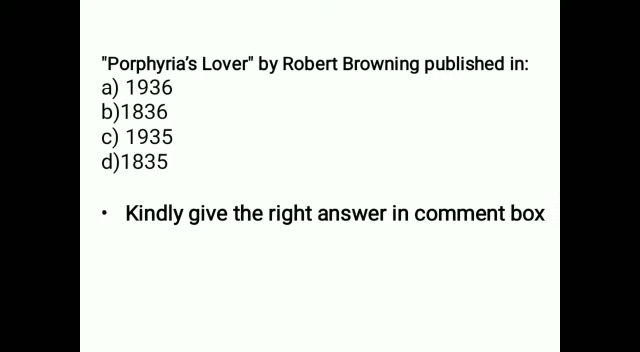 "Porphyria’s Lover" by Robert Browning published in:
a) 1936
b)1836
c) 1935
d)1835
• Kindly give the right answer in comment box